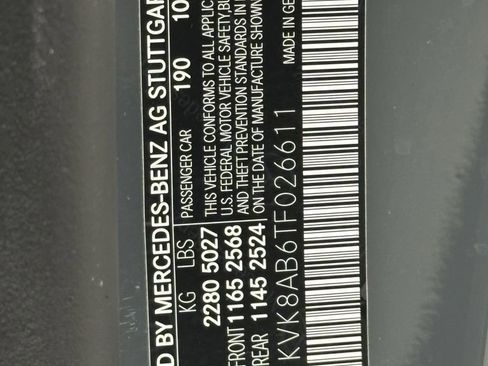 D BY MERCEDES-BENZ AG STUTTGAR
KG LBS PASSENGER CAR 190 10
2280 5027 THIS VEHICLE CONFORMS TO ALL APPLIC
FRONT 1165 2568 U.S. FEDERAL MOTOR VEHICLE SAFETY, BU
REAR 1145 2524 AND THEFT PREVENTION STANDARDS IN
ON THE DATE OF MANUFACTURE SHOWN
KVK8AB6TF026611 MADE IN GE